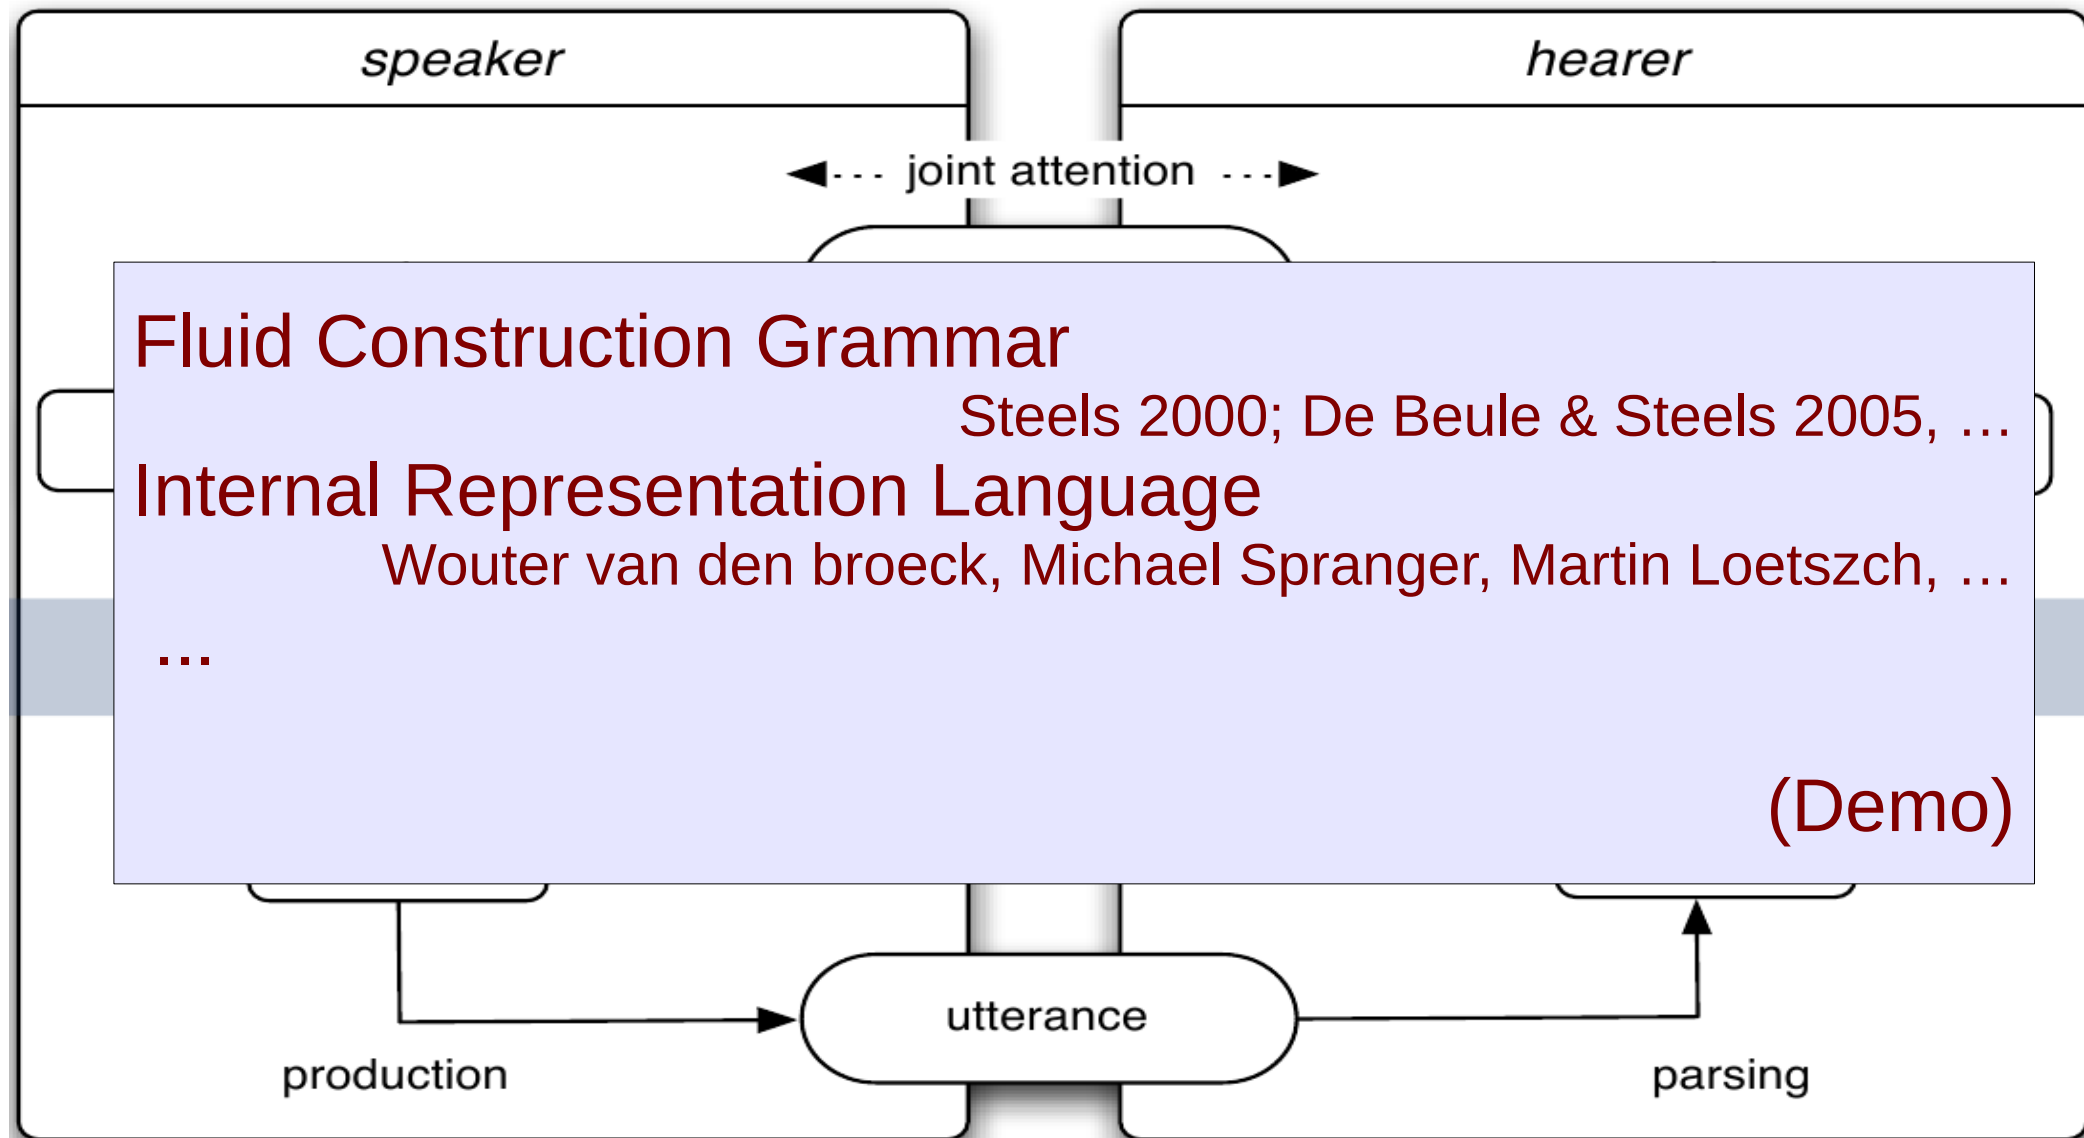 speaker
hearer
joint attention
Fluid Construction Grammar
Steels 2000; De Beule & Steels 2005, …
Internal Representation Language
Wouter van den broeck, Michael Spranger, Martin Loetszch, …
...
(Demo)
utterance
production
parsing